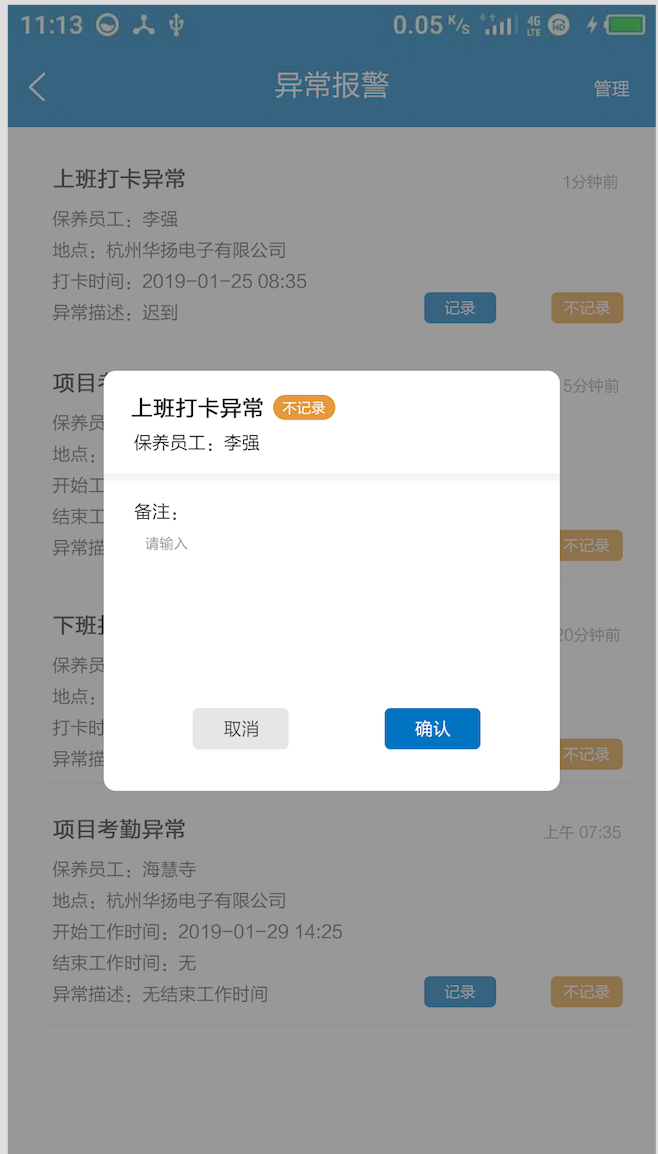 11:13 0.05 K/s 4G LTE HD
异常报警 管理
上班打卡异常 1分钟前
保养员工：李强
地点：杭州华扬电子有限公司
打卡时间：2019-01-25 08:35
异常描述：迟到 记录 不记录
项目考 5分钟前
保养员
地点：
开始工
结束工
异常描 不记录
上班打卡异常 不记录
保养员工：李强
备注：
请输入
取消 确认
下班打 20分钟前
保养员
地点：
打卡时
异常描 不记录
项目考勤异常 上午 07:35
保养员工：海慧寺
地点：杭州华扬电子有限公司
开始工作时间：2019-01-29 14:25
结束工作时间：无
异常描述：无结束工作时间 记录 不记录